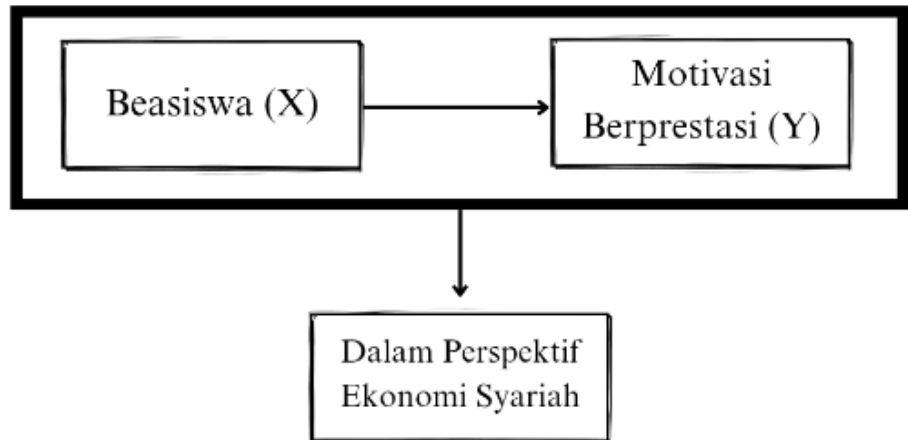 Beasiswa (X)
Motivasi
Berprestasi (Y)
Dalam Perspektif
Ekonomi Syariah